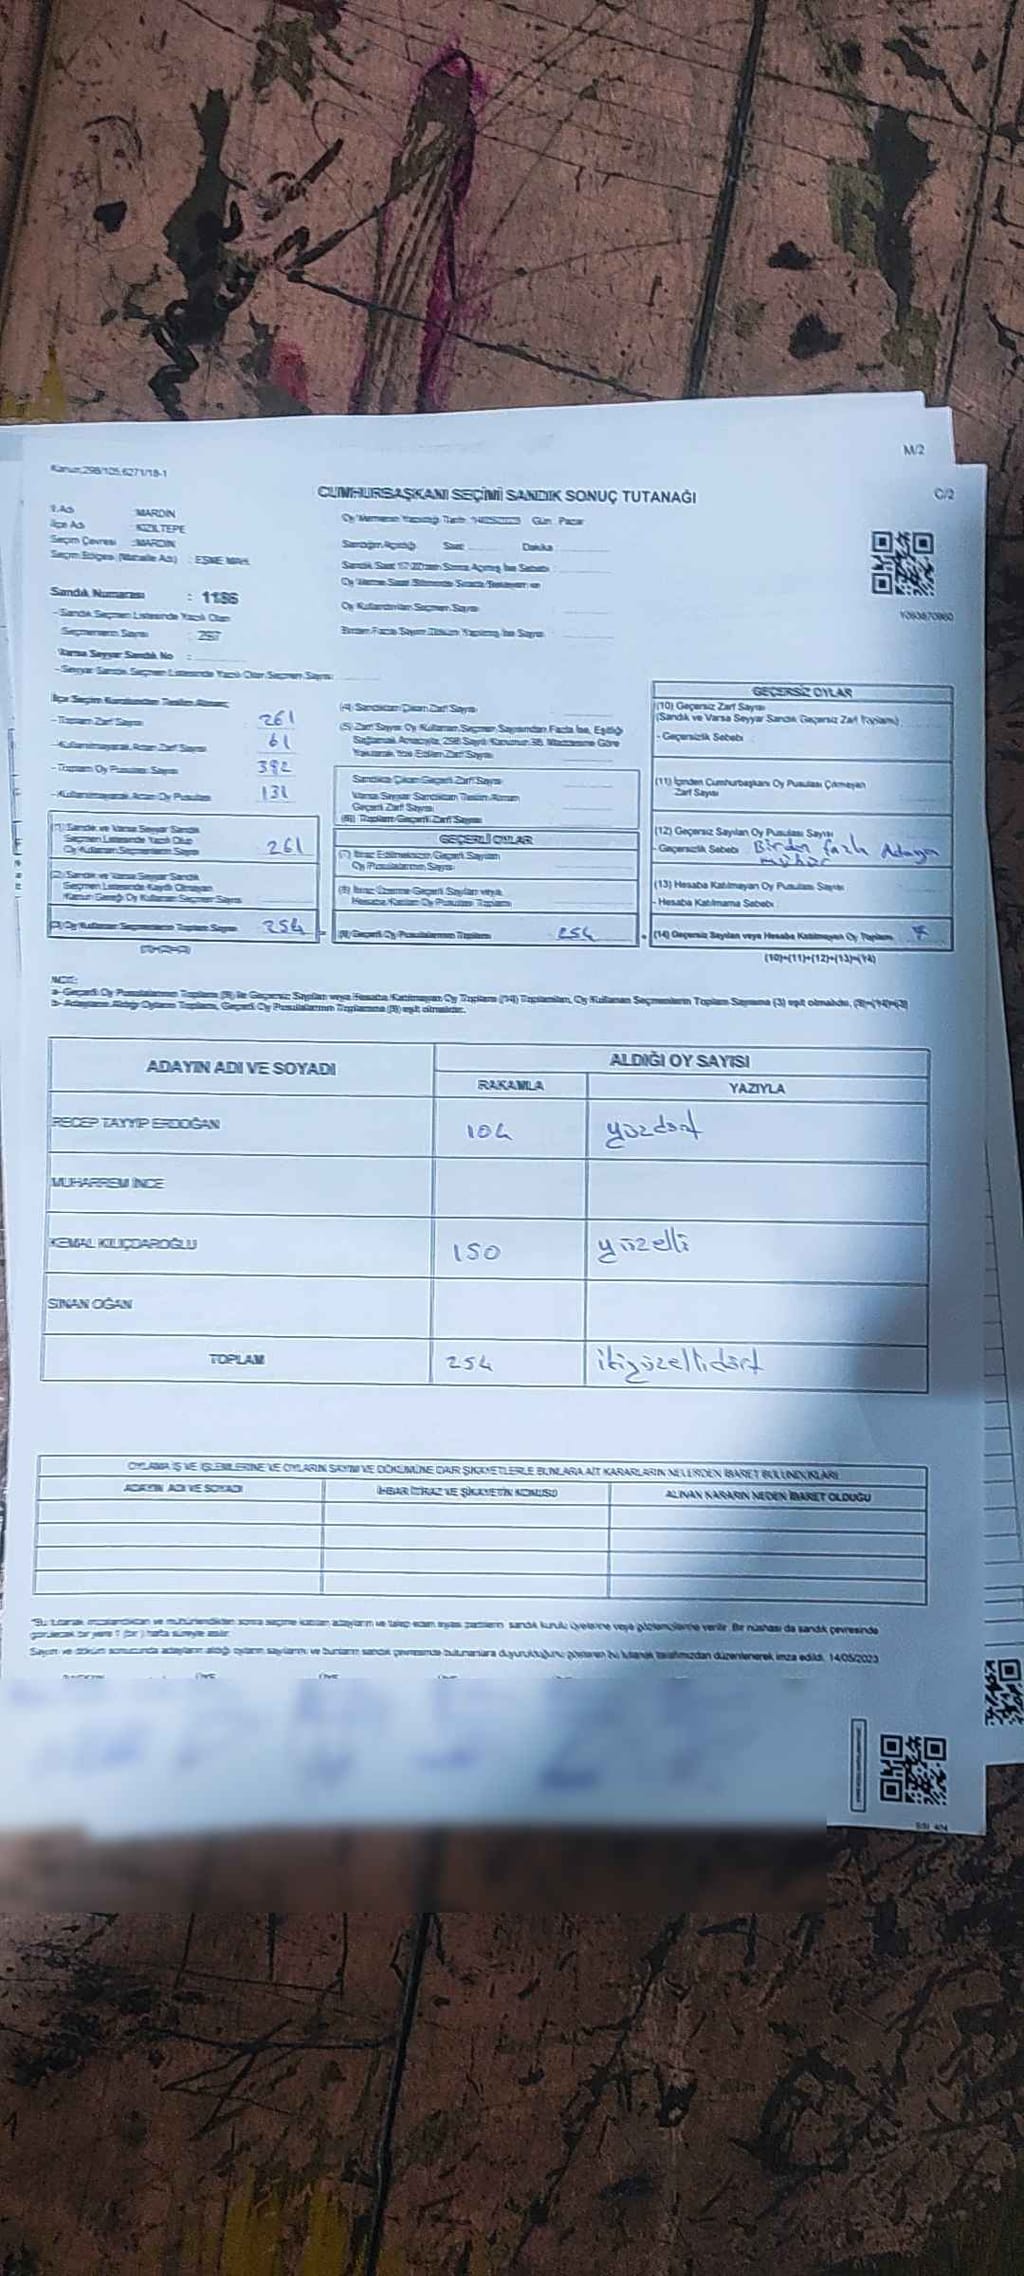 Kanun:298/105,6271/18-1
M/2
C/2
CUMHURBAŞKANI SEÇİMİ SANDIK SONUÇ TUTANAĞI
İl Adı : MARDİN
İlçe Adı : KIZILTEPE
Seçim Çevresi : MARDİN
Seçim Bölgesi (Mahalle Adı) : EŞME MAH.
Sandık Numarası : 1186
- Sandık Seçmen Listesinde Yazılı Olan
Seçmenlerin Sayısı :
Varsa Seyyar Sandık No :
- Seyyar Sandık Seçmen Listesinde Yazılı Olan Seçmen Sayısı:
Oy Vermenin Yapıldığı Tarih: Gün: Pazar
Sandığın Açıldığı Saat Dakika
Oy Kullandırılan Seçmen Sayısı
Birden Fazla Sayım Döküm Yapılmış İse Sayısı
1093870960
İlçe Seçim Kurulundan Teslim Alınan;
- Toplam Zarf Sayısı 261
- Kullanılmayarak Artan Zarf Sayısı 61
- Toplam Oy Pusulası Sayısı 392
- Kullanılmayarak Artan Oy Pusulası 131
(1) Sandık ve Varsa Seyyar Sandık
Seçmen Listesinde Yazılı Olup
Oy Kullanan Seçmenlerin Sayısı 261
(2) Sandık ve Varsa Seyyar Sandık
Seçmen Listesinde Kayıtlı Olmayan
Kanun Gereği Oy Kullanan Seçmen Sayısı
(3) Oy Kullanan Seçmenlerin Toplam Sayısı 254
(1)+(2)=(3)
(4) Sandıktan Çıkan Zarf Sayısı
(5) Zarf Sayısı Oy Kullanan Seçmen Sayısından Fazla İse, Eşitliği
Sağlamak Amacıyla, 298 Sayılı Kanunun 98. Maddesine Göre
Yakılarak Yok Edilen Zarf Sayısı
Sandıkta Çıkan Geçerli Zarf Sayısı
Varsa Seyyar Sandıktan Teslim Alınan
Geçerli Zarf Sayısı
(6) Toplam Geçerli Zarf Sayısı
GEÇERLİ OYLAR
(7) İtiraz Edilmeksizin Geçerli Sayılan
Oy Pusulalarının Sayısı
(8) İtiraz Üzerine Geçerli Sayılan veya
Hesaba Katılan Oy Pusulası Toplamı
(9) Geçerli Oy Pusulalarının Toplamı 254
GEÇERSİZ OYLAR
(10) Geçersiz Zarf Sayısı
(Sandık ve Varsa Seyyar Sandık Geçersiz Zarf Toplamı)
- Geçersizlik Sebebi
(11) İçinden Cumhurbaşkanı Oy Pusulası Çıkmayan
Zarf Sayısı
(12) Geçersiz Sayılan Oy Pusulası Sayısı
- Geçersizlik Sebebi Birden fazla Adaya
mühür
(13) Hesaba Katılmayan Oy Pusulası Sayısı
- Hesaba Katılmama Sebebi
(14) Geçersiz Sayılan veya Hesaba Katılmayan Oy Toplamı 7
(10)+(11)+(12)+(13)=(14)
NOT:
a- Geçerli Oy Pusulalarının Toplamı (9) ile Geçersiz Sayılan veya Hesaba Katılmayan Oy Toplamı (14) Toplamları, Oy Kullanan Seçmenlerin Toplam Sayısına (3) eşit olmalıdır, (9)+(14)=(3)
b- Adayların Aldığı Oyların Toplamı, Geçerli Oy Pusulalarının Toplamına (9) eşit olmalıdır.
ADAYIN ADI VE SOYADI ALDIĞI OY SAYISI
RAKAMLA YAZIYLA
RECEP TAYYİP ERDOĞAN 104 yüzdört
MUHARREM İNCE
KEMAL KILIÇDAROĞLU 150 yüzelli
SİNAN OĞAN
TOPLAM 254 ikiyüzellidört
OYLAMA İŞ VE İŞLEMLERİNE VE OYLARIN SAYIM VE DÖKÜMÜNE DAİR ŞİKAYETLERLE BUNLARA AİT KARARLARIN NELERDEN İBARET BULUNDUKLARI
ADAYIN ADI VE SOYADI İHBAR İTİRAZ VE ŞİKAYETİN KONUSU ALINAN KARARIN NEDEN İBARET OLDUĞU
"Bu tutanak imzalandıktan ve mühürlendikten sonra seçime katılan adayların ve talep eden siyasi partilerin sandık kurulu üyelerine veya gözlemcilerine verilir. Bir nüshası da sandık çevresinde
görülecek bir yere 1 (bir) hafta süreyle asılır.
Sayım ve döküm sonucunda adayların aldığı oyların sayılarını ve bunların sandık çevresinde bulunanlara duyurulduğunu gösteren bu tutanak tarafımızdan düzenlenerek imza edildi. 14/05/2023